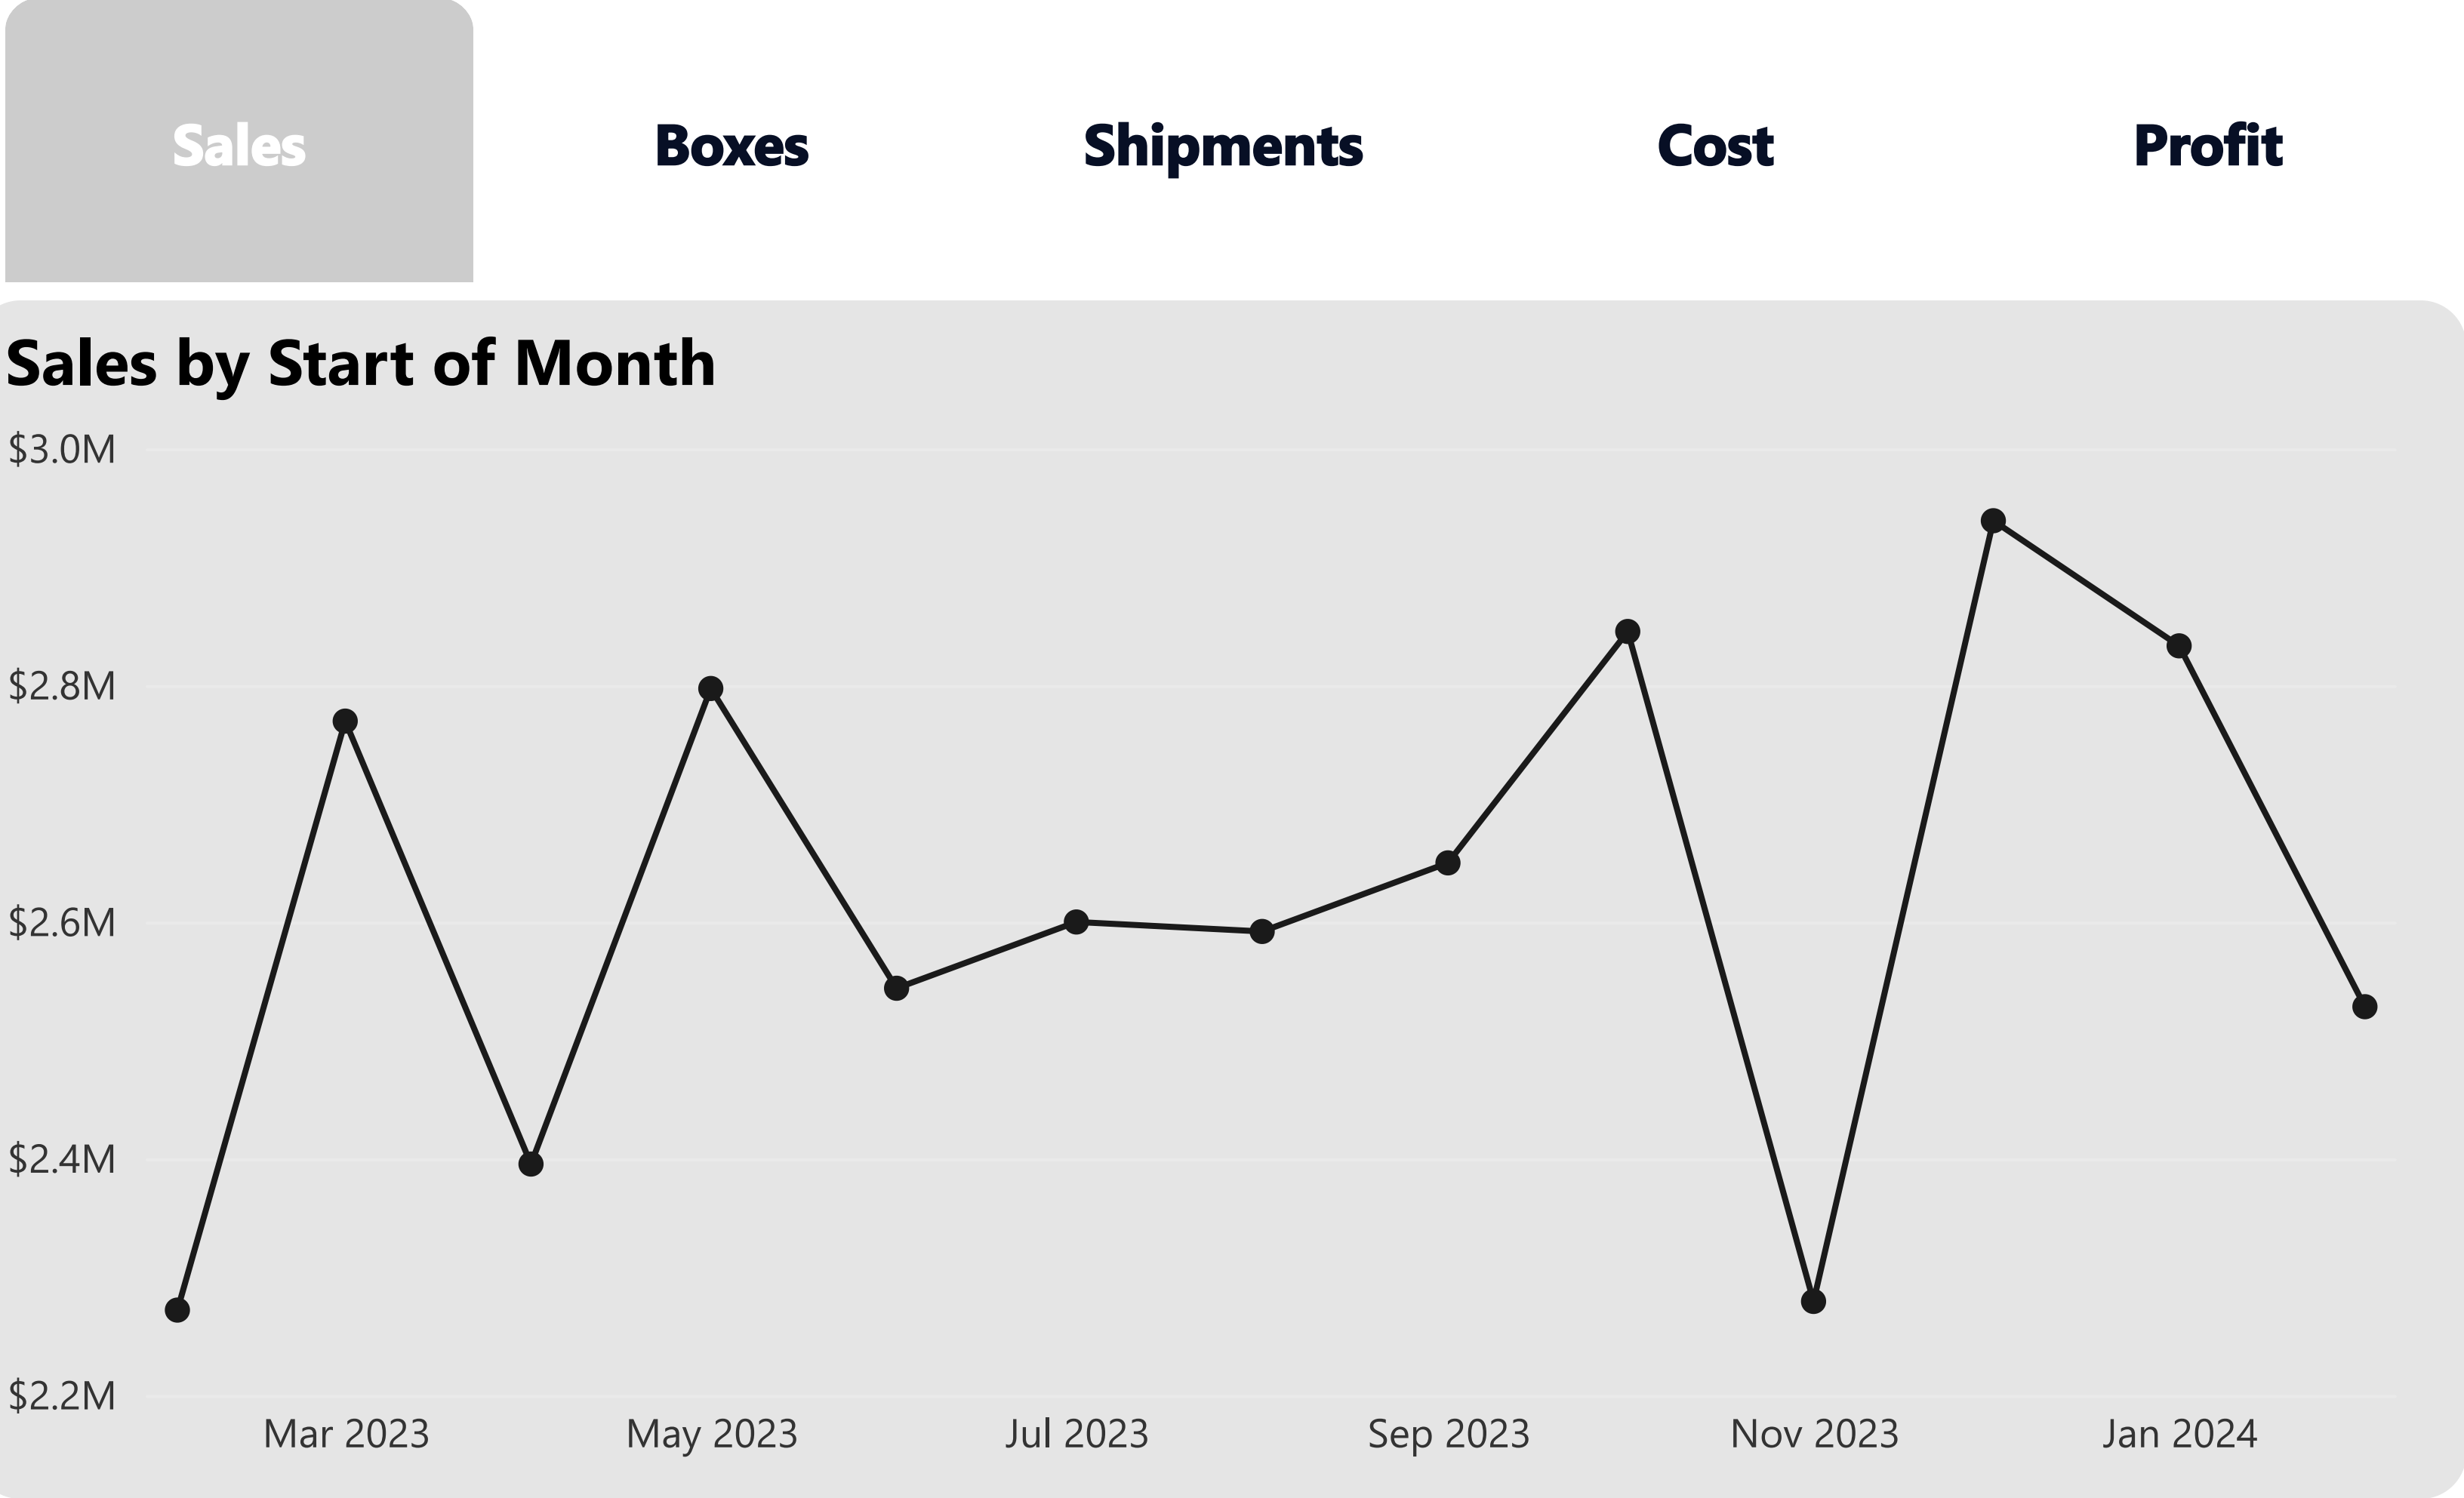 Sales Boxes Shipments Cost Profit
Sales by Start of Month
$3.0M
$2.8M
$2.6M
$2.4M
$2.2M
Mar 2023 May 2023 Jul 2023 Sep 2023 Nov 2023 Jan 2024